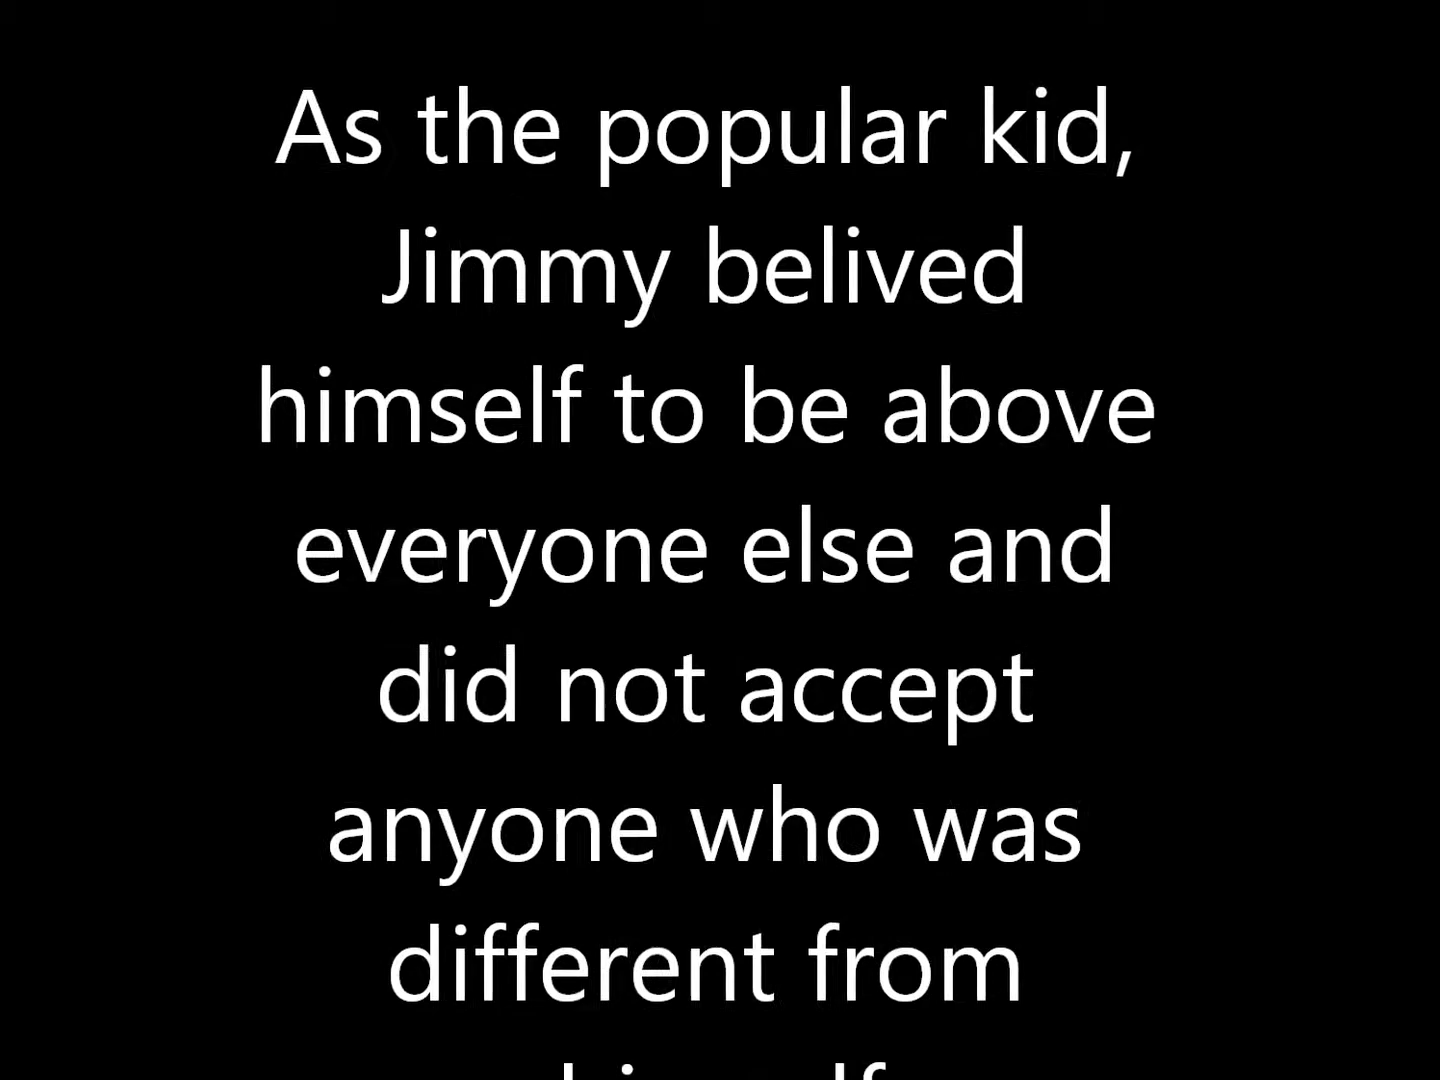 As the popular kid,
Jimmy belived
himself to be above
everyone else and
did not accept
anyone who was
different from